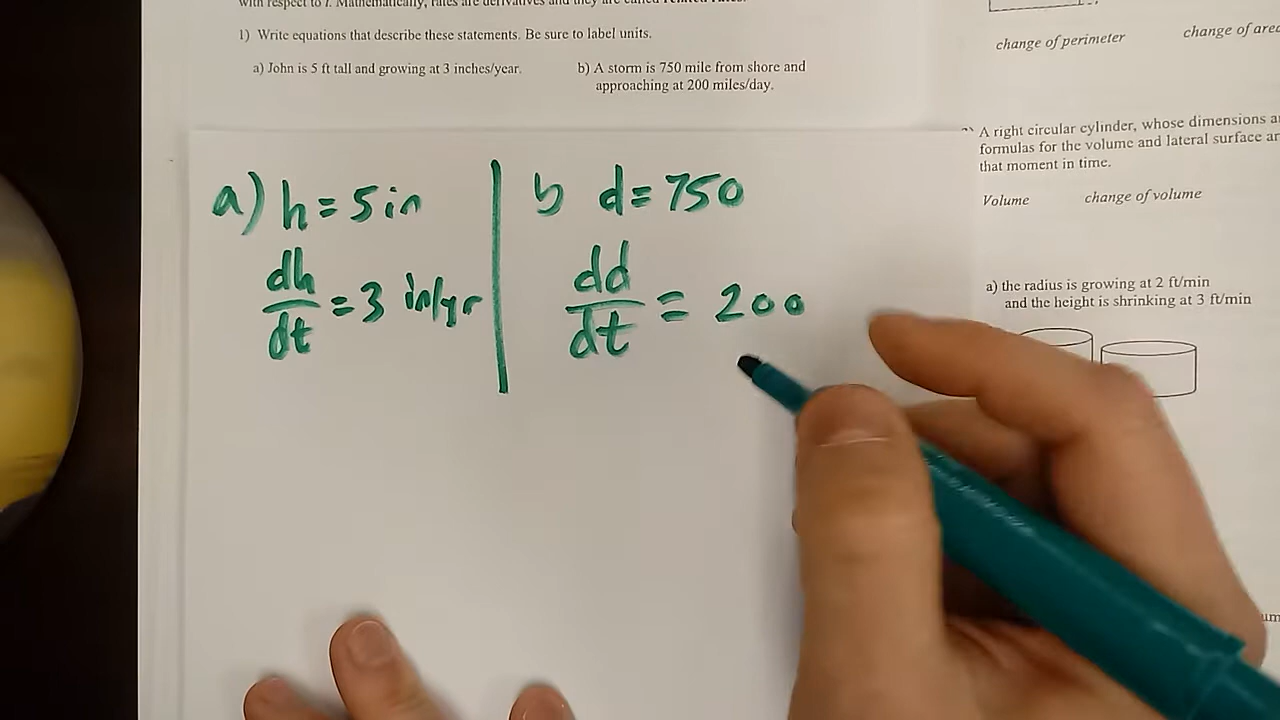 with respect to t. Mathematically, rates are derivatives and they are called related rates.
1) Write equations that describe these statements. Be sure to label units.
a) John is 5 ft tall and growing at 3 inches/year.
b) A storm is 750 mile from shore and
approaching at 200 miles/day.
a) h = 5 in
dh/dt = 3 in/yr
b d = 750
dd/dt = 200
change of perimeter
change of area
A right circular cylinder, whose dimensions
formulas for the volume and lateral surface
that moment in time.
Volume
change of volume
a) the radius is growing at 2 ft/min
and the height is shrinking at 3 ft/min